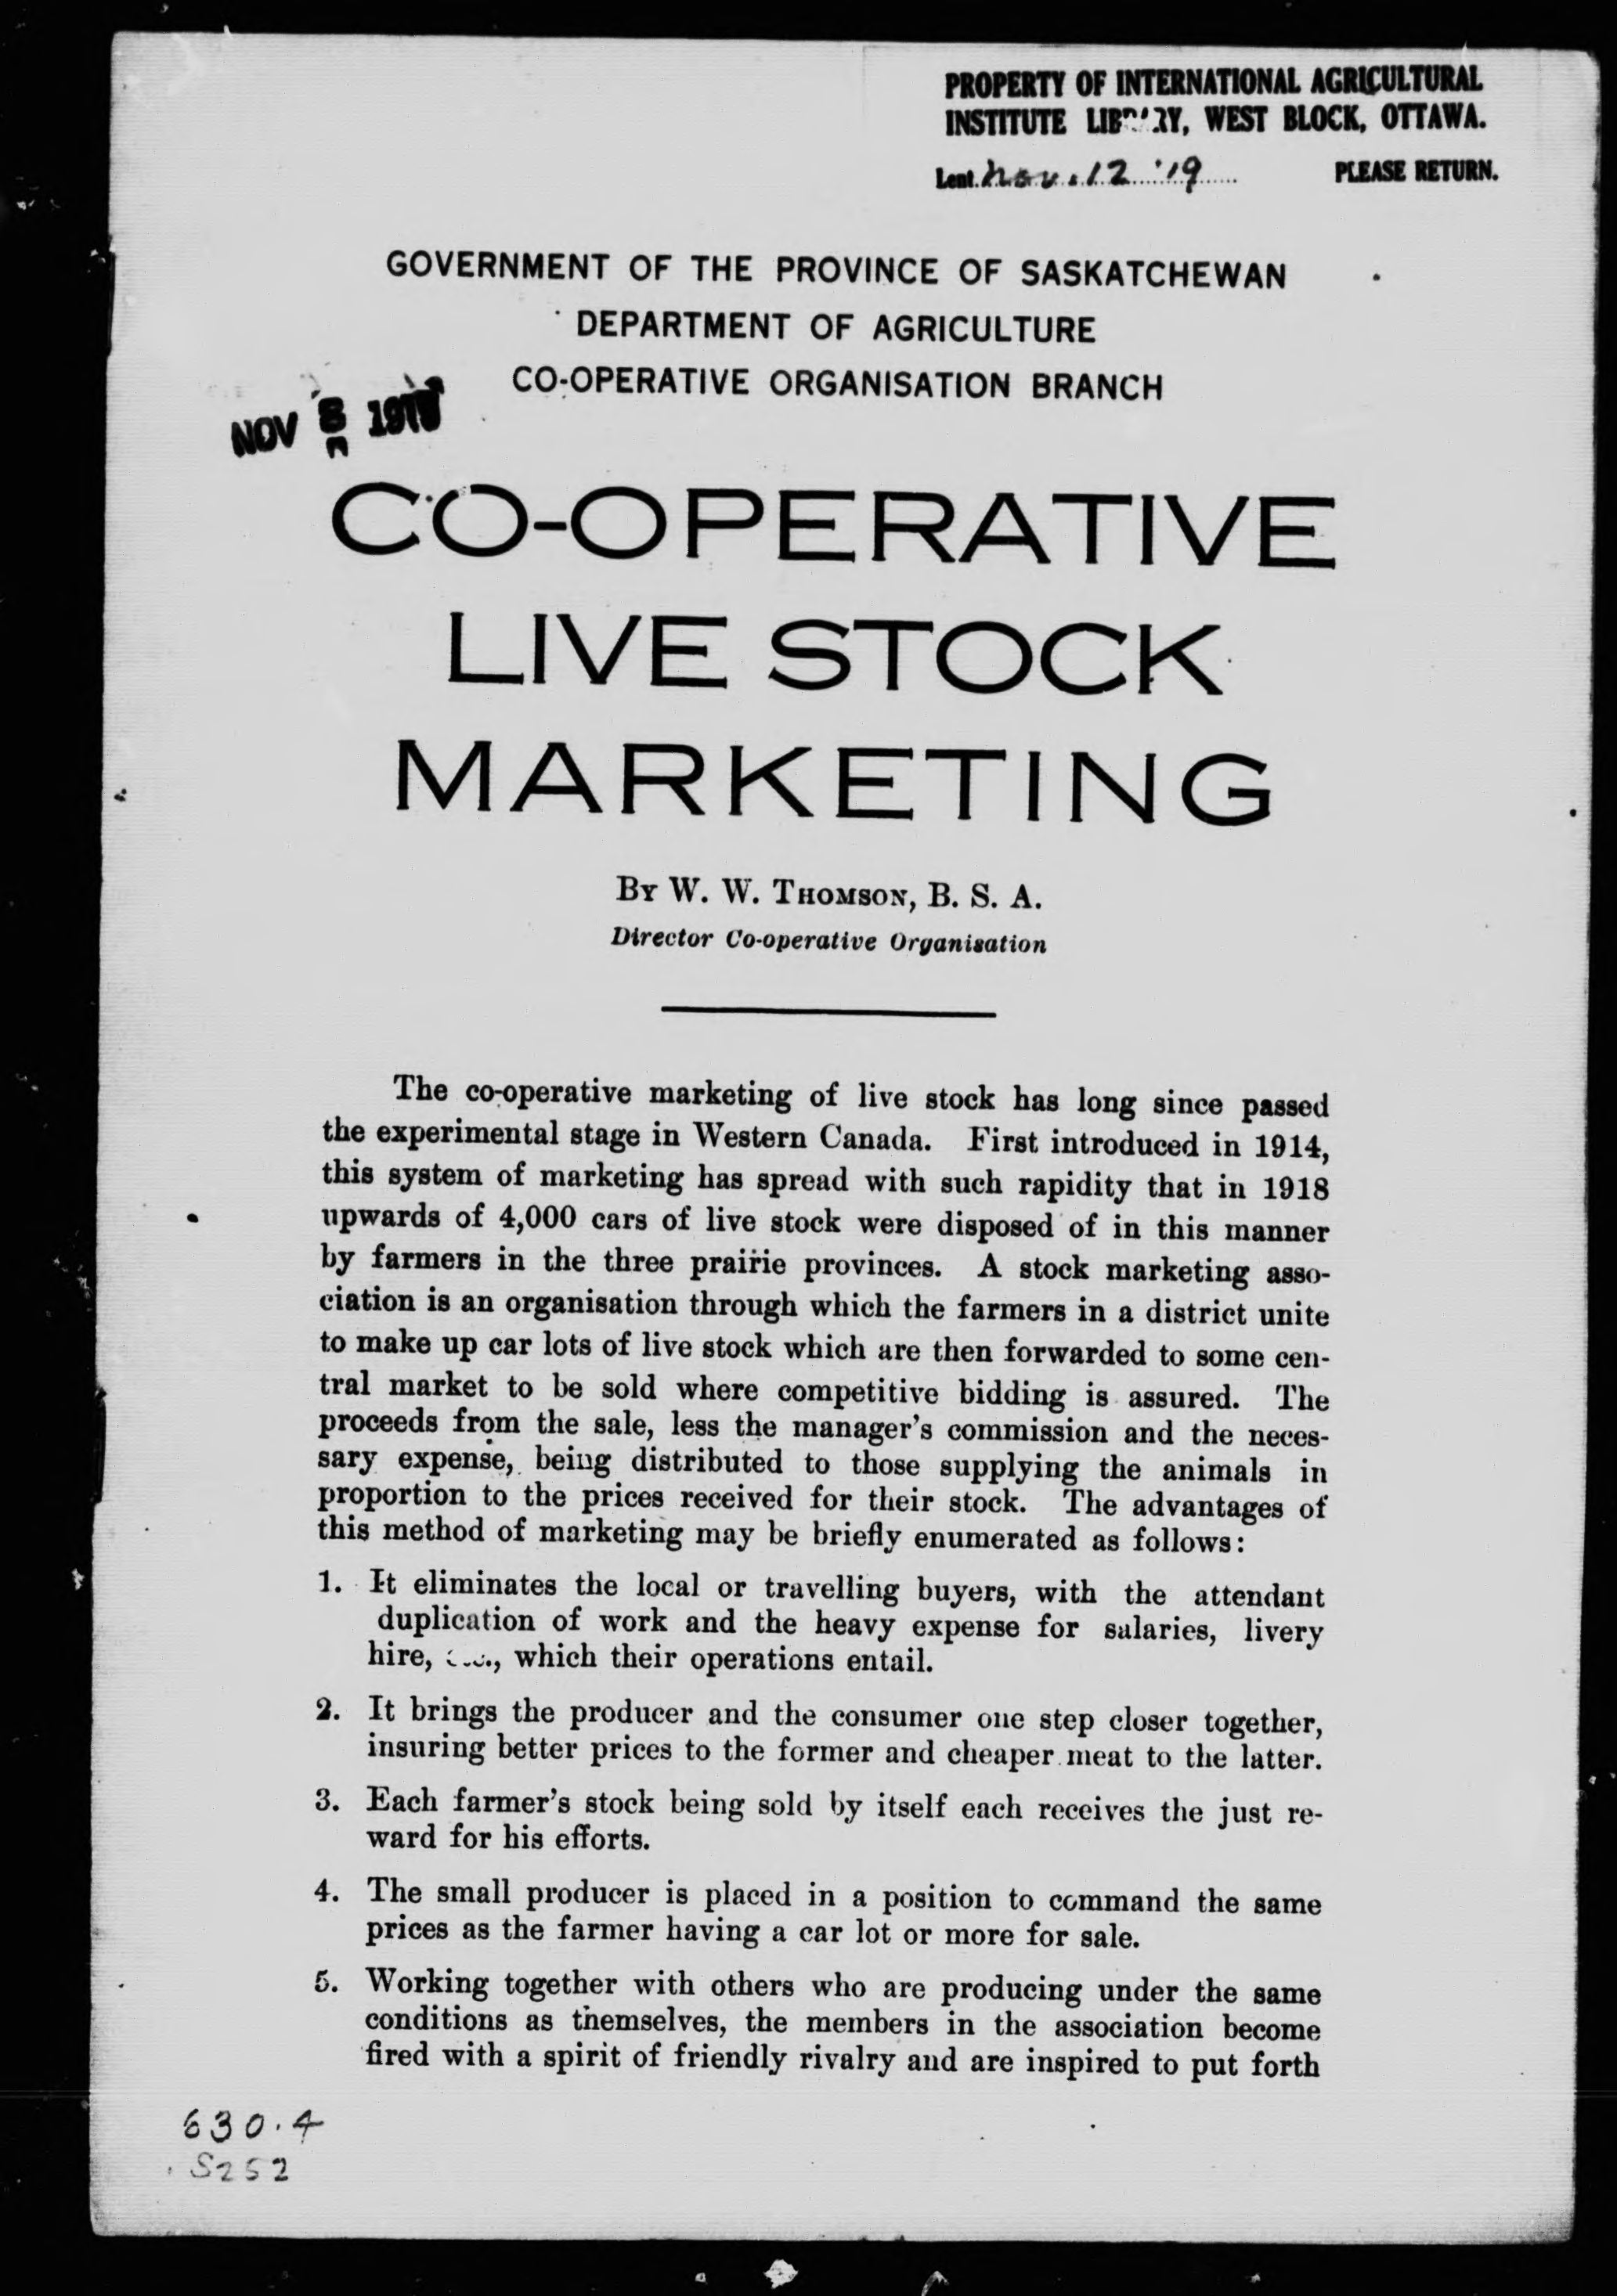 PROPERTY OF INTERNATIONAL AGRICULTURAL
INSTITUTE LIBRARY, WEST BLOCK, OTTAWA.
Lent. Nov. 12 '19 PLEASE RETURN.
GOVERNMENT OF THE PROVINCE OF SASKATCHEWAN
DEPARTMENT OF AGRICULTURE
CO-OPERATIVE ORGANISATION BRANCH
NOV
CO-OPERATIVE
LIVE STOCK
MARKETING
By W. W. Thomson, B. S. A.
Director Co-operative Organisation
The co-operative marketing of live stock has long since passed
the experimental stage in Western Canada. First introduced in 1914,
this system of marketing has spread with such rapidity that in 1918
upwards of 4,000 cars of live stock were disposed of in this manner
by farmers in the three prairie provinces. A stock marketing asso-
ciation is an organisation through which the farmers in a district unite
to make up car lots of live stock which are then forwarded to some cen-
tral market to be sold where competitive bidding is assured. The
proceeds from the sale, less the manager's commission and the neces-
sary expense, being distributed to those supplying the animals in
proportion to the prices received for their stock. The advantages of
this method of marketing may be briefly enumerated as follows:
1. It eliminates the local or travelling buyers, with the attendant
duplication of work and the heavy expense for salaries, livery
hire, which their operations entail.
2. It brings the producer and the consumer one step closer together,
insuring better prices to the former and cheaper meat to the latter.
3. Each farmer's stock being sold by itself each receives the just re-
ward for his efforts.
4. The small producer is placed in a position to command the same
prices as the farmer having a car lot or more for sale.
5. Working together with others who are producing under the same
conditions as themselves, the members in the association become
fired with a spirit of friendly rivalry and are inspired to put forth
630.4
S252